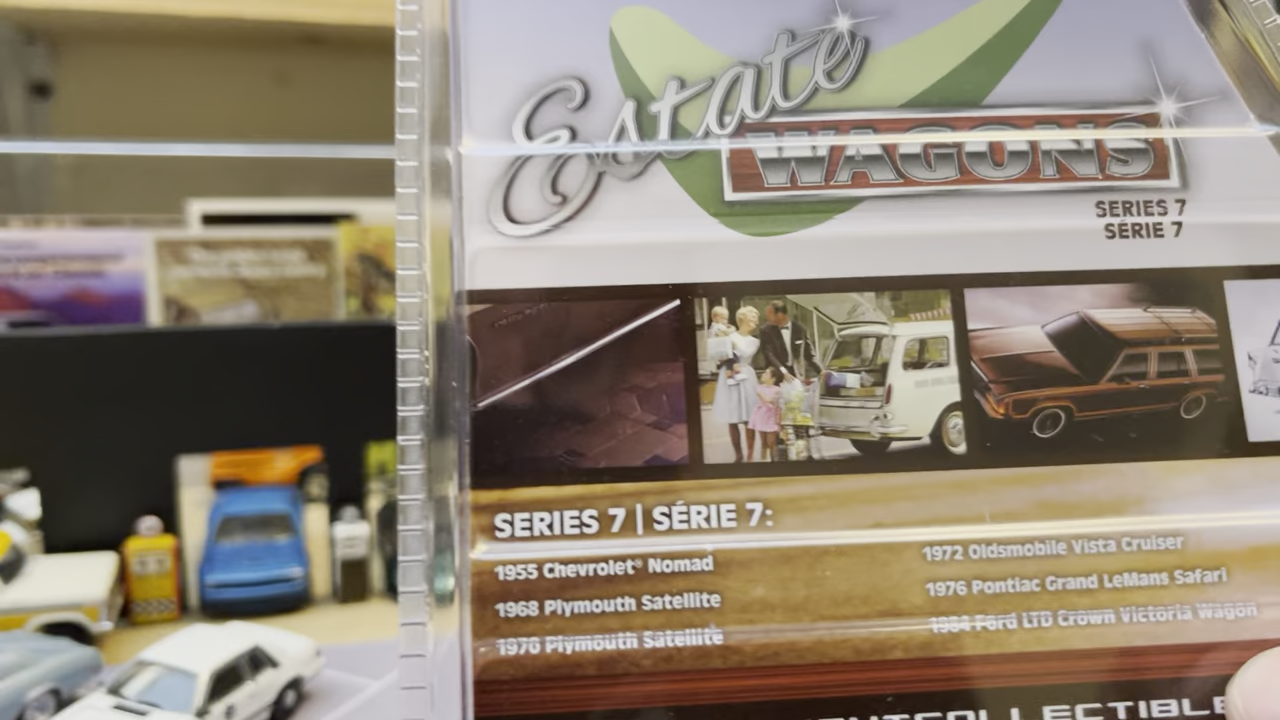 Estate
WAGONS
SERIES 7
SÉRIE 7
SERIES 7 | SÉRIE 7:
1955 Chevrolet® Nomad
1968 Plymouth Satellite
1970 Plymouth Satellite
1972 Oldsmobile Vista Cruiser
1976 Pontiac Grand LeMans Safari
1984 Ford LTD Crown Victoria Wagon